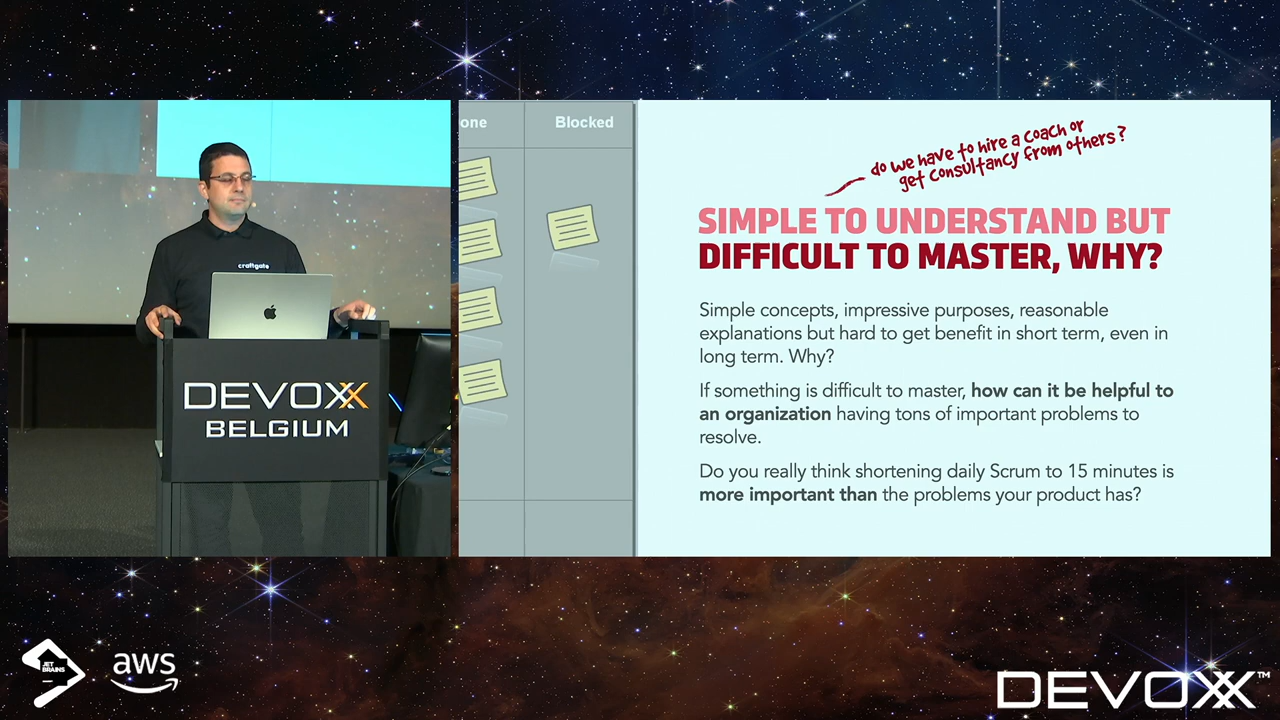 one
Blocked
do we have to hire a coach or
get consultancy from others?
SIMPLE TO UNDERSTAND BUT
DIFFICULT TO MASTER, WHY?
Simple concepts, impressive purposes, reasonable
explanations but hard to get benefit in short term, even in
long term. Why?
If something is difficult to master, how can it be helpful to
an organization having tons of important problems to
resolve.
Do you really think shortening daily Scrum to 15 minutes is
more important than the problems your product has?
craftgate
DEVOXX
BELGIUM
JET
BRAINS
aws
DEVOXX™